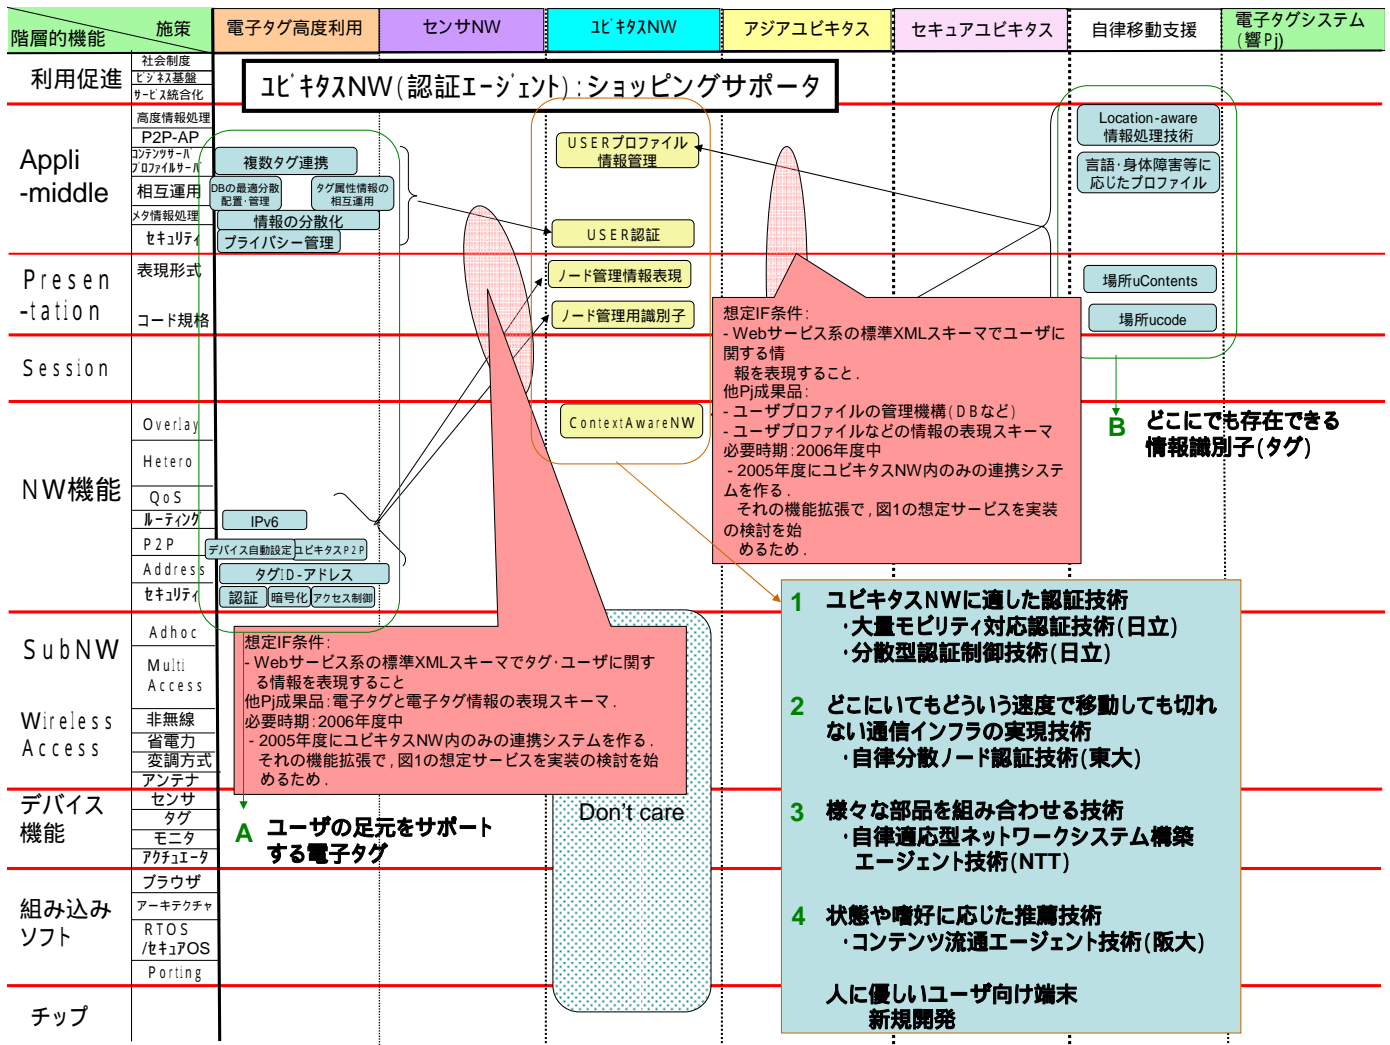 施策
階層的機能
電子タグ高度利用
センサNW
ﾕﾋﾞｷﾀｽNW
アジアユビキタス
セキュアユビキタス
自律移動支援
電子タグシステム
(響Pj)
ﾕﾋﾞｷﾀｽNW(認証ｴｰｼﾞｪﾝﾄ):ショッピングサポータ
利用促進
社会制度
ﾋﾞｼﾞﾈｽ基盤
ｻｰﾋﾞｽ統合化
Appli
-middle
高度情報処理
P2P-AP
ｺﾝﾃﾝﾂｻｰﾊﾞ
ﾌﾟﾛﾌｧｲﾙｻｰﾊﾞ
相互運用
ﾒﾀ情報処理
ｾｷｭﾘﾃｨ
複数タグ連携
DBの最適分散
配置・管理
タグ属性情報の
相互運用
情報の分散化
プライバシー管理
USERプロファイル
情報管理
USER認証
Location-aware
情報処理技術
言語・身体障害等に
応じたプロファイル
Presen
-tation
表現形式
コード規格
ノード管理情報表現
ノード管理用識別子
場所uContents
場所ucode
Session
NW機能
Overlay
Hetero
QoS
ﾙｰﾃｨﾝｸﾞ
P2P
Address
ｾｷｭﾘﾃｨ
ContextAwareNW
IPv6
デバイス自動設定
ユビキタスP2P
タグID-アドレス
認証
暗号化
アクセス制御
想定IF条件:
- Webサービス系の標準XMLスキーマでユーザに
関する情
報を表現すること.
他Pj成果品:
- ユーザプロファイルの管理機構(DBなど)
- ユーザプロファイルなどの情報の表現スキーマ
必要時期:2006年度中
- 2005年度にユビキタスNW内のみの連携システ
ムを作る.
それの機能拡張で,図1の想定サービスを実装
の検討を始
めるため.
B どこにでも存在できる
情報識別子(タグ)
SubNW
Adhoc
Multi
Access
Wireless
Access
非無線
省電力
変調方式
アンテナ
想定IF条件:
- Webサービス系の標準XMLスキーマでタグ・ユーザに関す
る情報を表現すること
他Pj成果品:電子タグと電子タグ情報の表現スキーマ.
必要時期:2006年度中
- 2005年度にユビキタスNW内のみの連携システムを作る.
それの機能拡張で,図1の想定サービスを実装の検討を始
めるため.
デバイス
機能
センサ
タグ
モニタ
ｱｸﾁｭｴｰﾀ
A ユーザの足元をサポート
する電子タグ
Don't care
組み込み
ソフト
ブラウザ
アーキテクチャ
RTOS
/ｾｷｭｱOS
Porting
チップ
1 ユビキタスNWに適した認証技術
・大量モビリティ対応認証技術(日立)
・分散型認証制御技術(日立)
2 どこにいてもどういう速度で移動しても切れ
ない通信インフラの実現技術
・自律分散ノード認証技術(東大)
3 様々な部品を組み合わせる技術
・自律適応型ネットワークシステム構築
エージェント技術(NTT)
4 状態や嗜好に応じた推薦技術
・コンテンツ流通エージェント技術(阪大)
人に優しいユーザ向け端末
新規開発